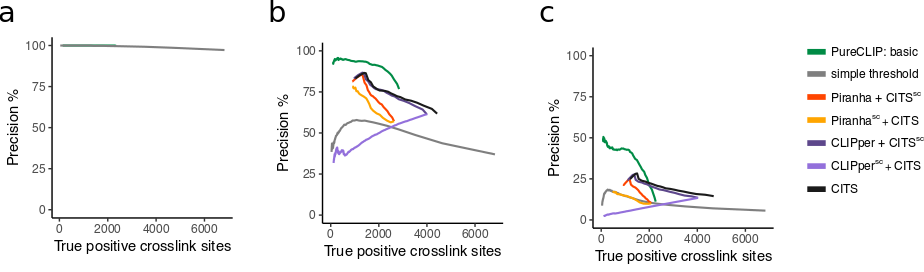 a
100
75
50
25
0
Precision %
0 2000 4000 6000
True positive crosslink sites
b
100
75
50
25
0
Precision %
0 2000 4000 6000
True positive crosslink sites
c
100
75
50
25
0
Precision %
0 2000 4000 6000
True positive crosslink sites
PureCLIP: basic
simple threshold
Piranha + CITSˢᶜ
Piranhaˢᶜ + CITS
CLIPper + CITSˢᶜ
CLIPperˢᶜ + CITS
CITS